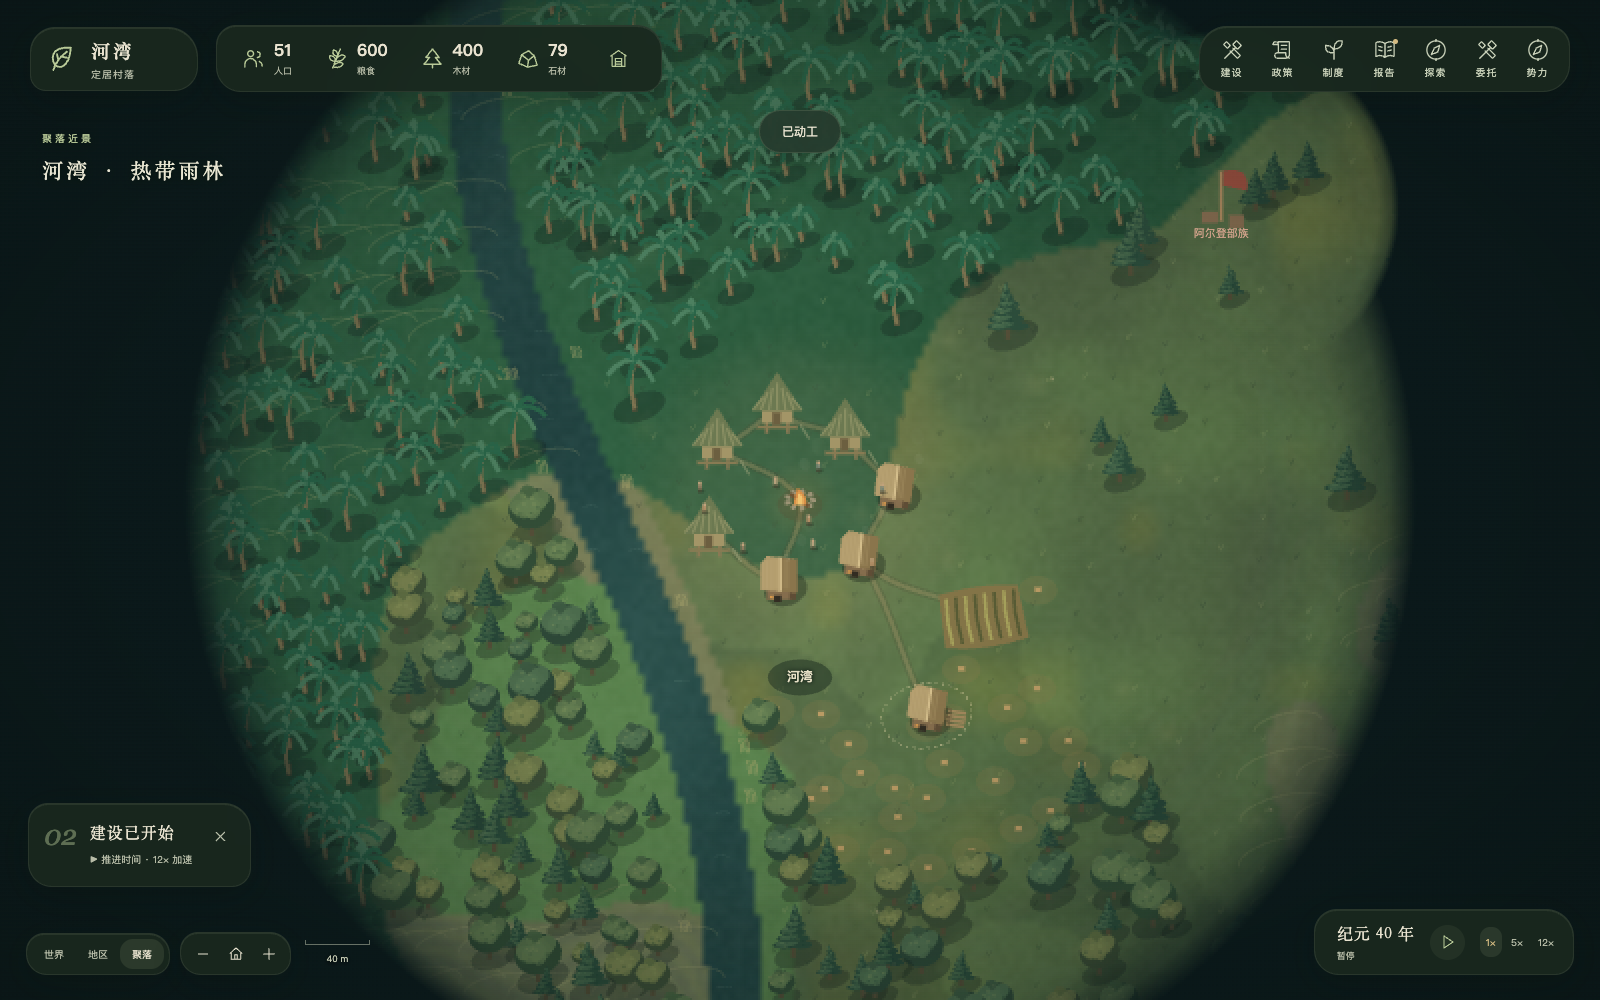 河湾
定居村落
51
人口
600
粮食
400
木材
79
石材
建设
政策
制度
报告
探索
委托
势力
聚落近景
河湾 · 热带雨林
已动工
阿尔登部族
河湾
02
建设已开始
▶ 推进时间 · 12× 加速
世界
地区
聚落
40 m
纪元 40 年
暂停
1×
5×
12×